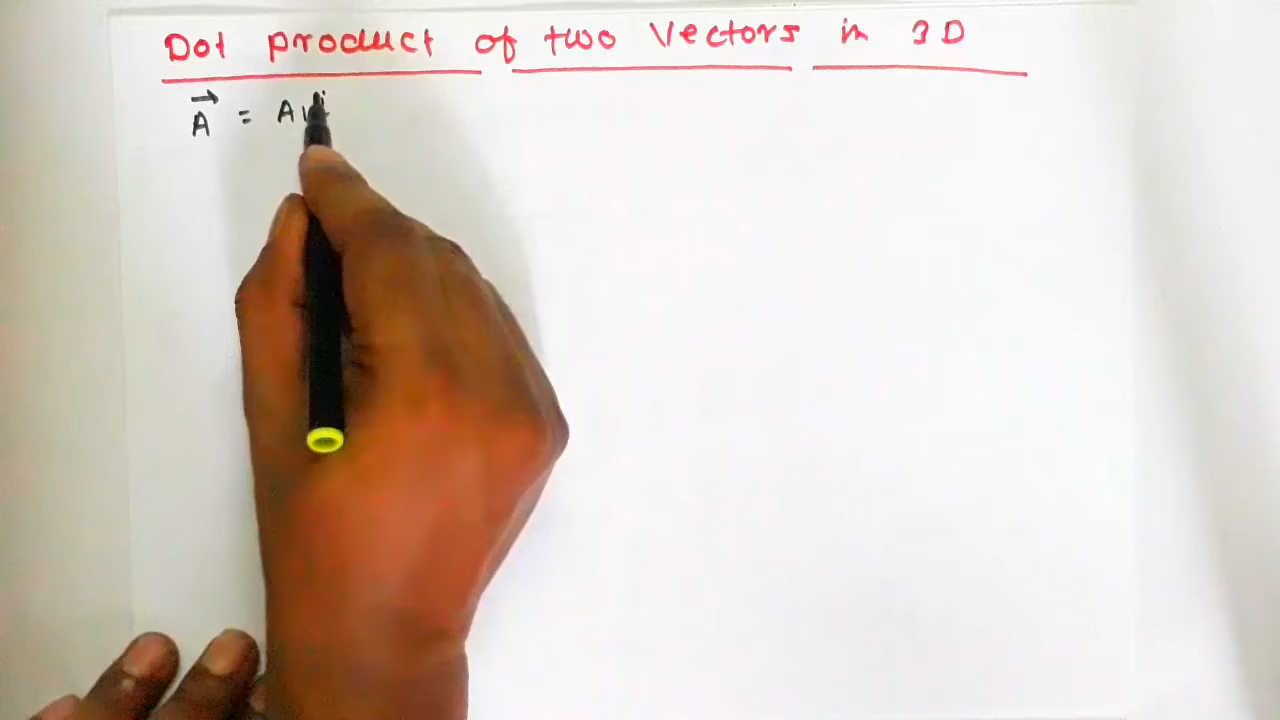 Dot product of two vectors in 3D
A⃗ = A